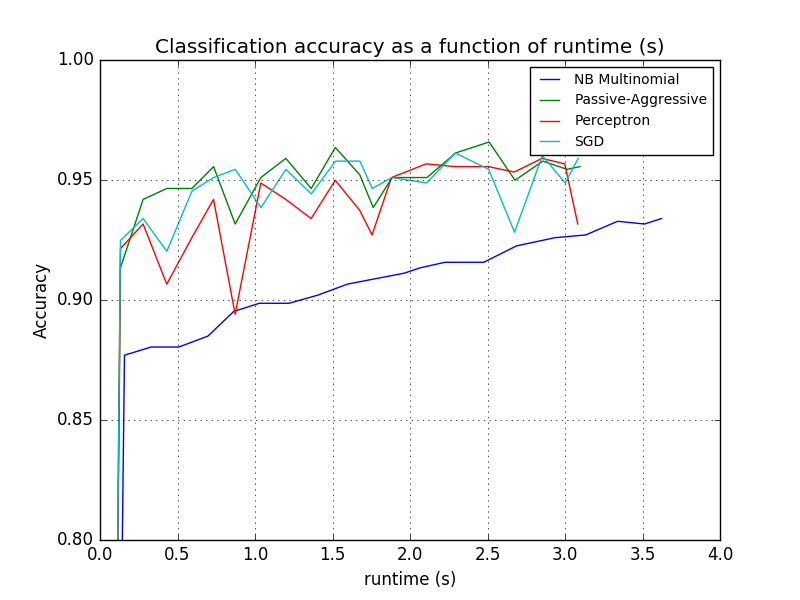 Classification accuracy as a function of runtime (s)
NB Multinomial
Passive-Aggressive
Perceptron
SGD
1.00
0.95
0.90
0.85
0.80
Accuracy
0.0 0.5 1.0 1.5 2.0 2.5 3.0 3.5 4.0
runtime (s)